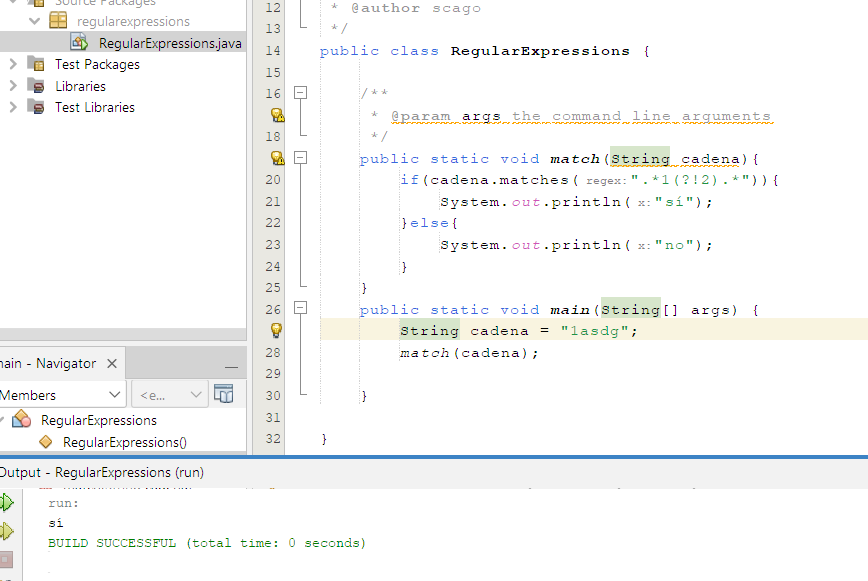 Source Packages
regularexpressions
RegularExpressions.java
Test Packages
Libraries
Test Libraries
12 * @author scago
13 */
14 public class RegularExpressions {
15
16 /**
* @param args the command line arguments
18 */
public static void match(String cadena){
20 if(cadena.matches( regex: ".*1(?!2).*")){
21 System.out.println( x: "sí");
22 }else{
23 System.out.println( x: "no");
24 }
25 }
26 public static void main(String[] args) {
String cadena = "1asdg";
28 match(cadena);
29
30 }
31
32 }
main - Navigator
Members
<e...
RegularExpressions
RegularExpressions()
Output - RegularExpressions (run)
run:
sí
BUILD SUCCESSFUL (total time: 0 seconds)